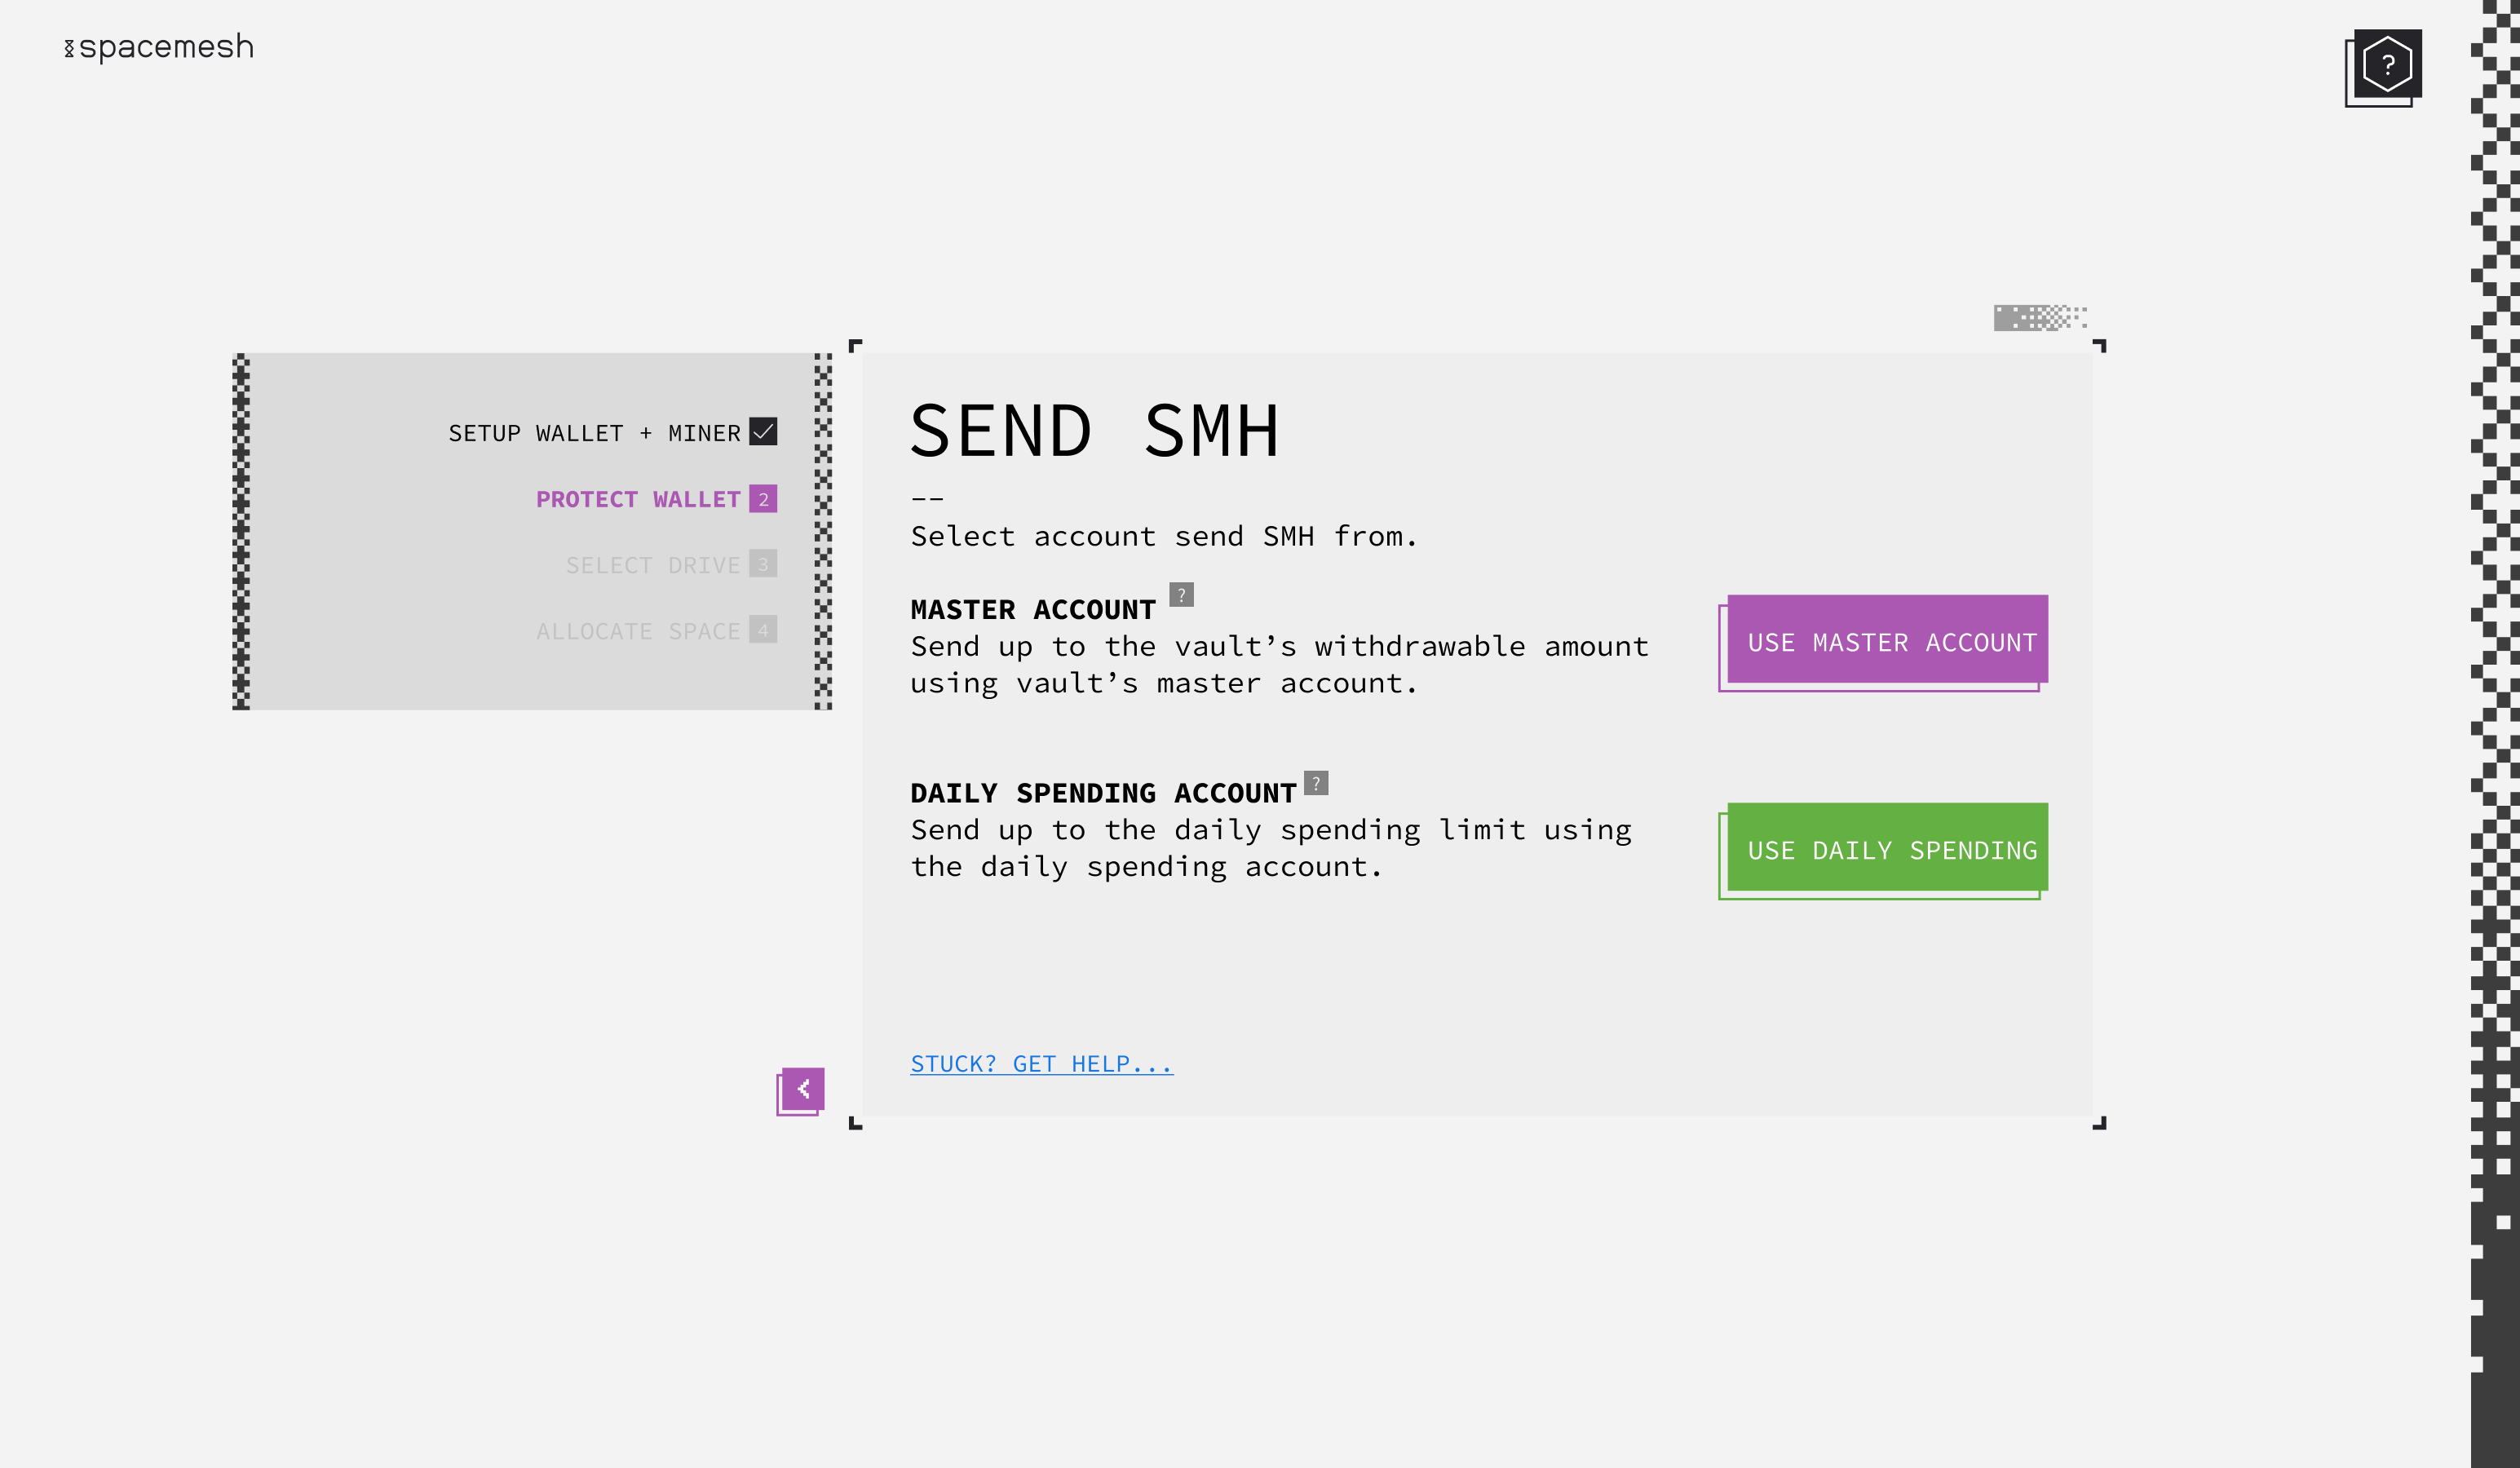 spacemesh
?
SETUP WALLET + MINER
PROTECT WALLET 2
SELECT DRIVE 3
ALLOCATE SPACE 4
SEND SMH
--
Select account send SMH from.
MASTER ACCOUNT ?
Send up to the vault’s withdrawable amount
using vault’s master account.
USE MASTER ACCOUNT
DAILY SPENDING ACCOUNT ?
Send up to the daily spending limit using
the daily spending account.
USE DAILY SPENDING
STUCK? GET HELP...